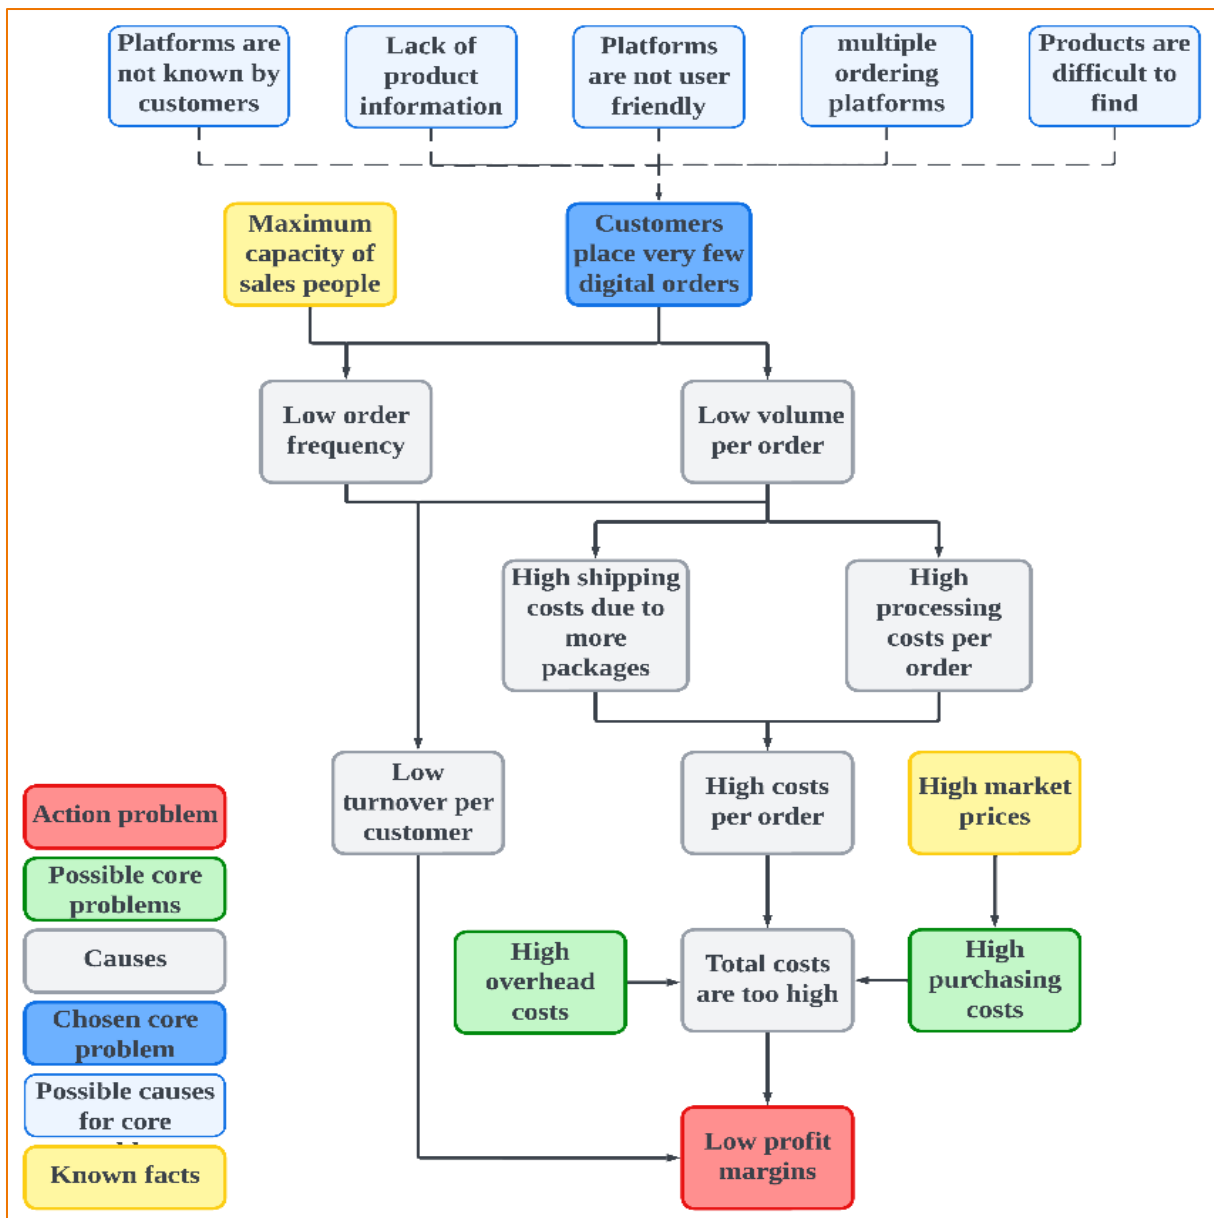 Platforms are
not known by
customers
Lack of
product
information
Platforms
are not user
friendly
multiple
ordering
platforms
Products are
difficult to
find
Maximum
capacity of
sales people
Customers
place very few
digital orders
Low order
frequency
Low volume
per order
High shipping
costs due to
more
packages
High
processing
costs per
order
Low
turnover per
customer
High costs
per order
High market
prices
High
overhead
costs
Total costs
are too high
High
purchasing
costs
Low profit
margins
Action problem
Possible core
problems
Causes
Chosen core
problem
Possible causes
for core
Known facts